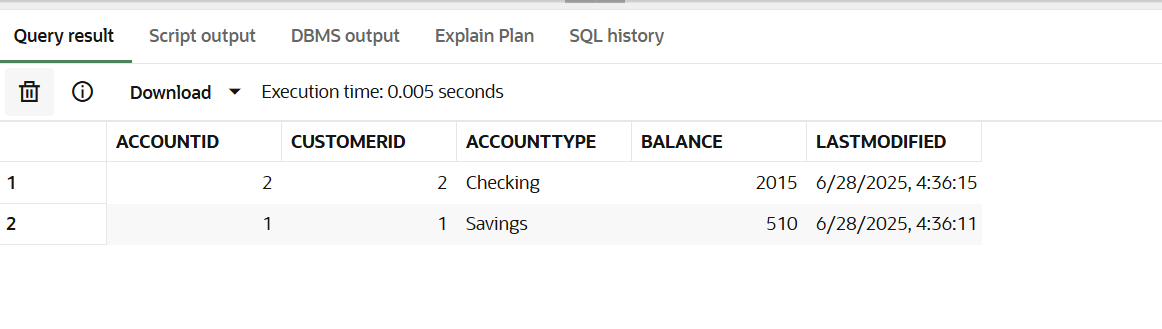 Query result Script output DBMS output Explain Plan SQL history
Download Execution time: 0.005 seconds
ACCOUNTID CUSTOMERID ACCOUNTTYPE BALANCE LASTMODIFIED
1 2 2 Checking 2015 6/28/2025, 4:36:15
2 1 1 Savings 510 6/28/2025, 4:36:11